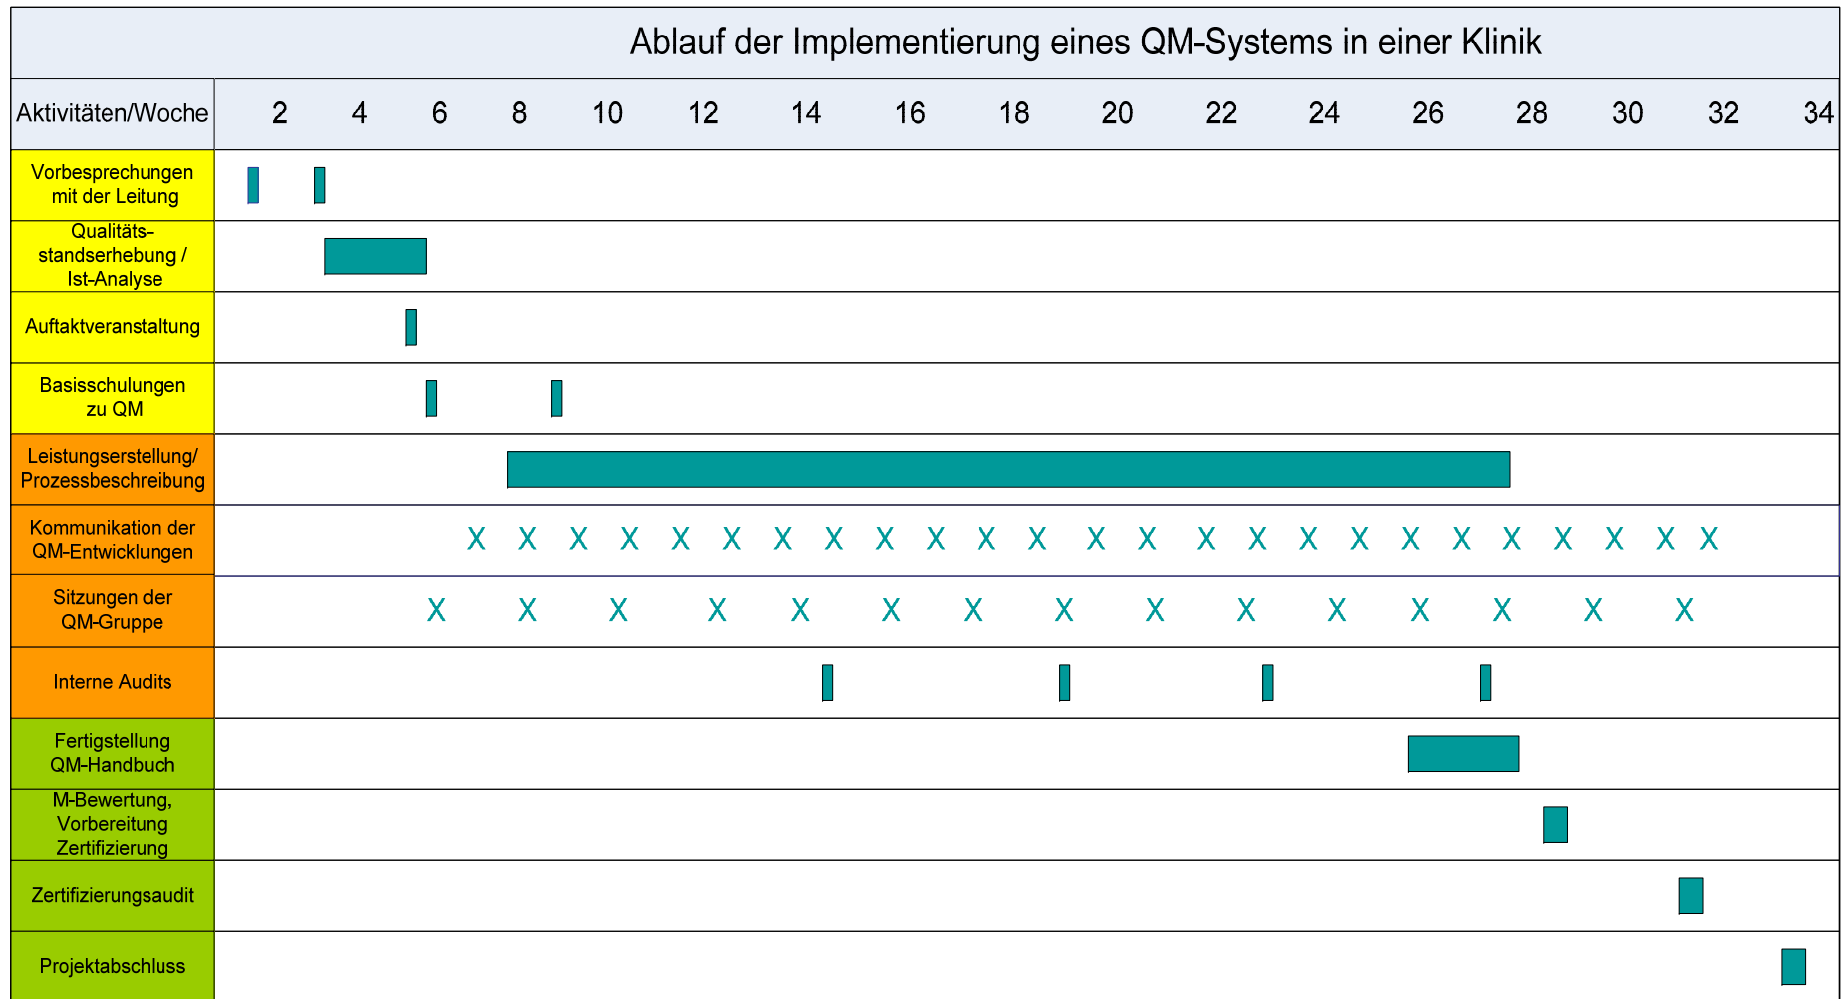 Ablauf der Implementierung eines QM-Systems in einer Klinik
Aktivitäten/Woche 2 4 6 8 10 12 14 16 18 20 22 24 26 28 30 32 34
Vorbesprechungen
mit der Leitung
Qualitäts-
standserhebung /
Ist-Analyse
Auftaktveranstaltung
Basisschulungen
zu QM
Leistungserstellung/
Prozessbeschreibung
Kommunikation der
QM-Entwicklungen
X X X X X X X X X X X X X X X X X X X X X X X X X
Sitzungen der
QM-Gruppe
X X X X X X X X X X X X X X X
Interne Audits
Fertigstellung
QM-Handbuch
M-Bewertung,
Vorbereitung
Zertifizierung
Zertifizierungsaudit
Projektabschluss